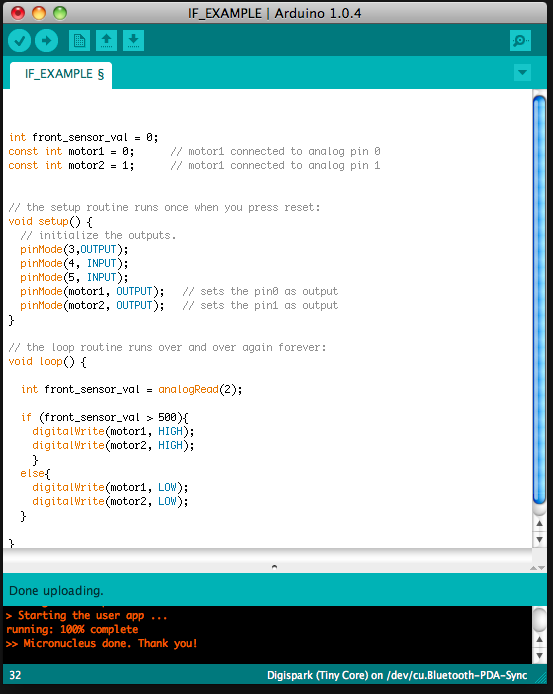 IF_EXAMPLE | Arduino 1.0.4
IF_EXAMPLE §
int front_sensor_val = 0;
const int motor1 = 0;      // motor1 connected to analog pin 0
const int motor2 = 1;      // motor1 connected to analog pin 1
// the setup routine runs once when you press reset:
void setup() {
  // initialize the outputs.
  pinMode(3,OUTPUT);
  pinMode(4, INPUT);
  pinMode(5, INPUT);
  pinMode(motor1, OUTPUT);   // sets the pin0 as output
  pinMode(motor2, OUTPUT);   // sets the pin1 as output
}
// the loop routine runs over and over again forever:
void loop() {
  int front_sensor_val = analogRead(2);
  if (front_sensor_val > 500){
    digitalWrite(motor1, HIGH);
    digitalWrite(motor2, HIGH);
    }
  else{
    digitalWrite(motor1, LOW);
    digitalWrite(motor2, LOW);
  }
}
Done uploading.
> Starting the user app ...
running: 100% complete
>> Micronucleus done. Thank you!
32
Digispark (Tiny Core) on /dev/cu.Bluetooth-PDA-Sync